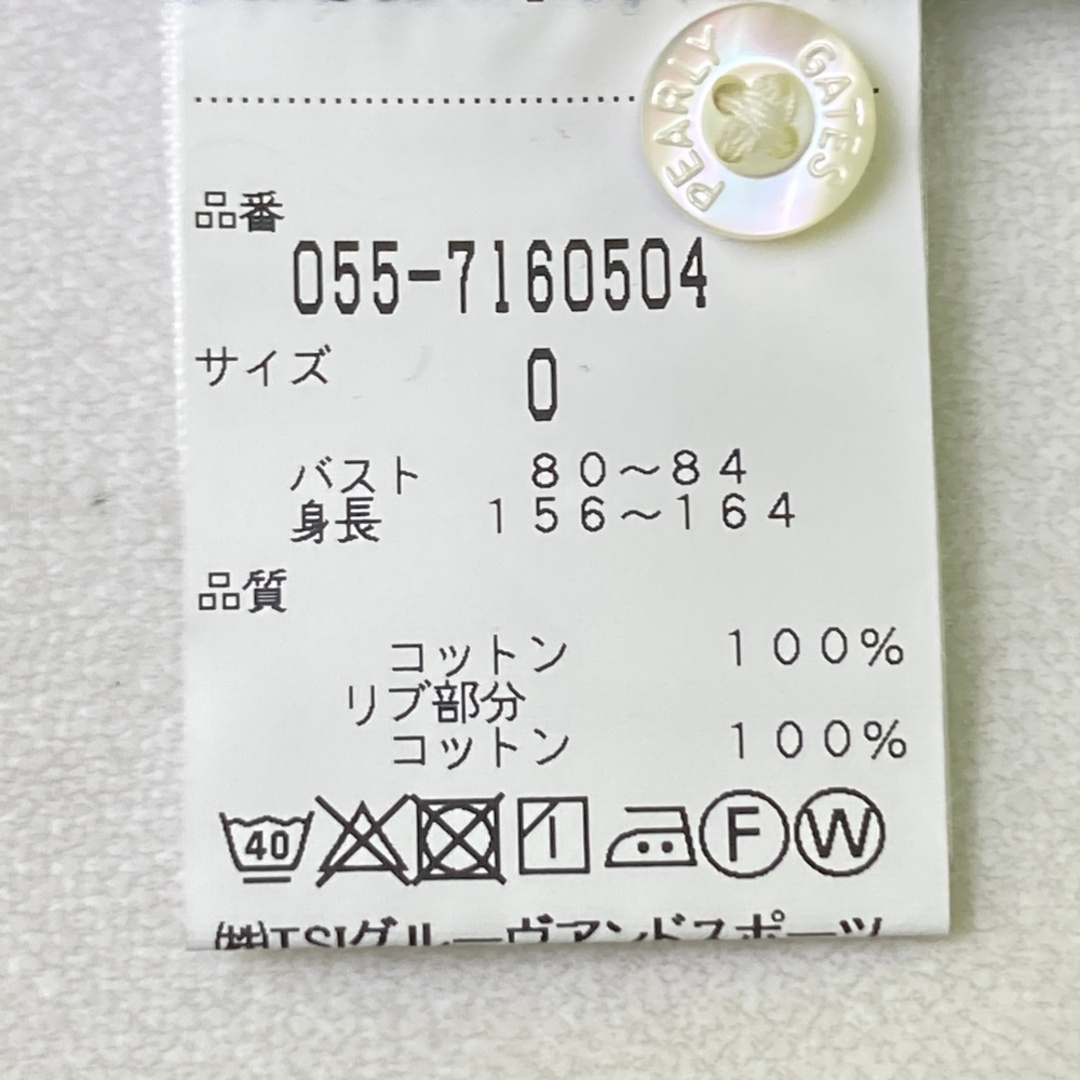 PEARLY GATES
品番
055-7160504
サイズ 0
バスト 80～84
身長 156～164
品質
コットン 100%
リブ部分
コットン 100%
40 F W
㈱TSIグルーヴアンドスポーツ